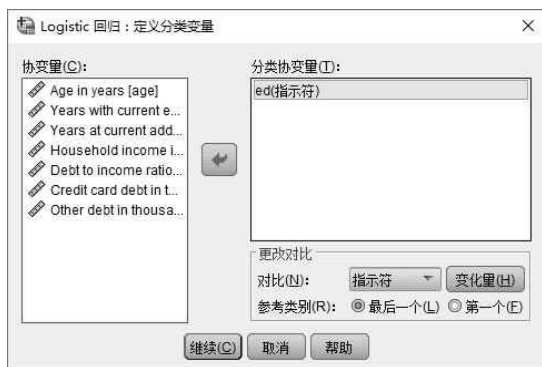 Logistic 回归：定义分类变量
协变量(C):
Age in years [age]
Years with current e...
Years at current add...
Household income i...
Debt to income ratio...
Credit card debt in t...
Other debt in thousa...
分类协变量(T):
ed(指示符)
更改对比
对比(N): 指示符 变化量(H)
参考类别(R): 最后一个(L) 第一个(F)
继续(C) 取消 帮助